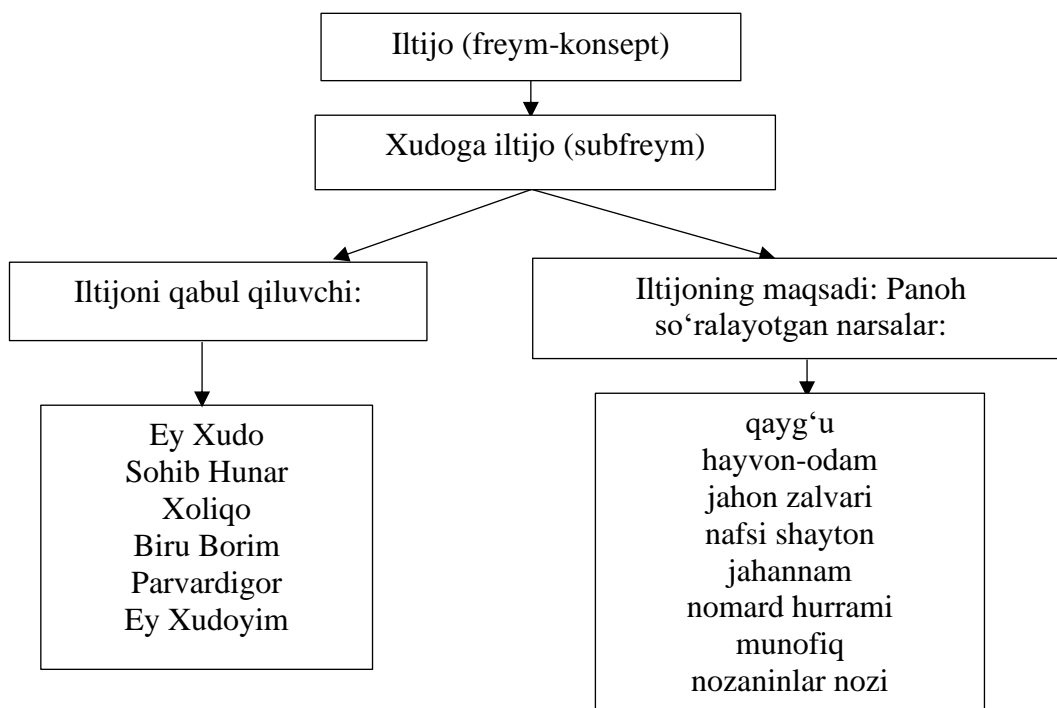 Iltijo (freym-konsept)
Xudoga iltijo (subfreym)
Iltijoni qabul qiluvchi:
Iltijoning maqsadi: Panoh
so‘ralayotgan narsalar:
Ey Xudo
Sohib Hunar
Xoliqo
Biru Borim
Parvardigor
Ey Xudoyim
qayg‘u
hayvon-odam
jahon zalvari
nafsi shayton
jahannam
nomard hurrami
munofiq
nozaninlar nozi